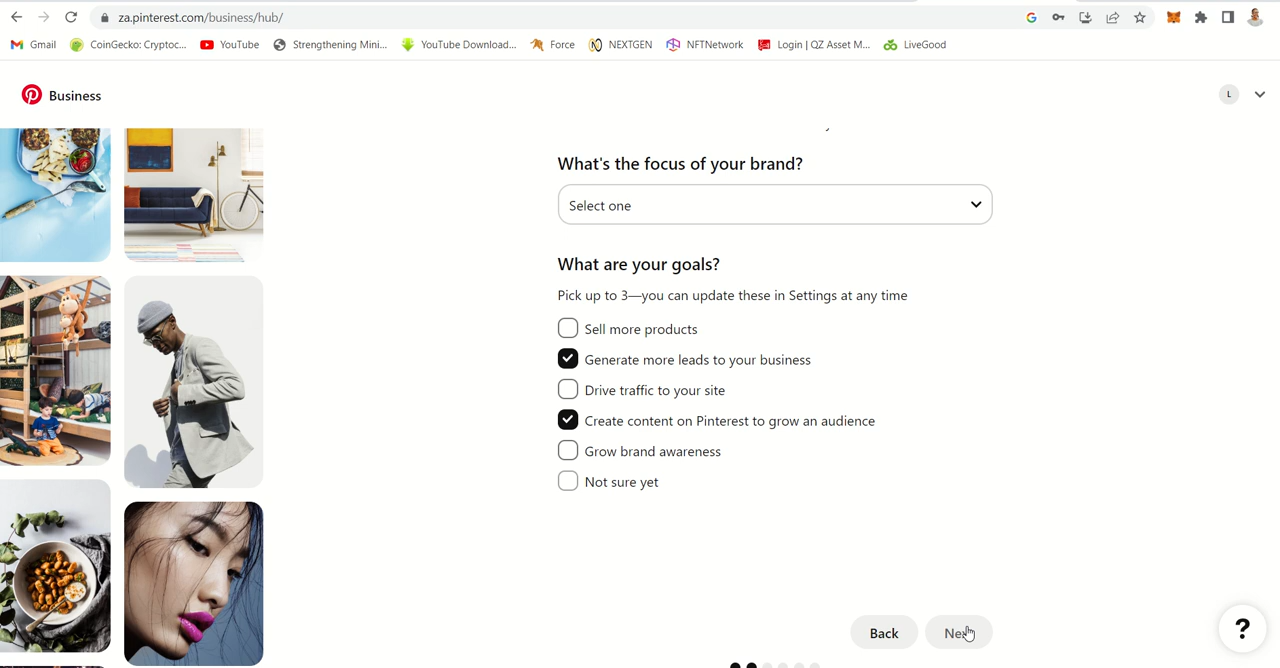 za.pinterest.com/business/hub/
Gmail CoinGecko: Cryptoc... YouTube Strengthening Mini... YouTube Download... Force NEXTGEN NFTNetwork Login | QZ Asset M... LiveGood
Business
L
What's the focus of your brand?
Select one
What are your goals?
Pick up to 3—you can update these in Settings at any time
Sell more products
Generate more leads to your business
Drive traffic to your site
Create content on Pinterest to grow an audience
Grow brand awareness
Not sure yet
Back
?